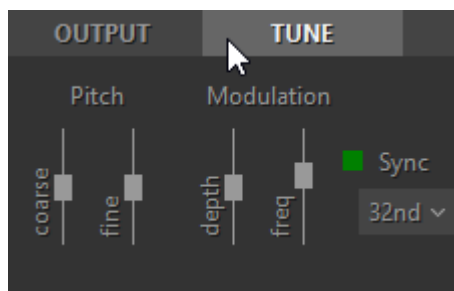 OUTPUT TUNE
Pitch Modulation
coarse fine depth freq Sync
32nd